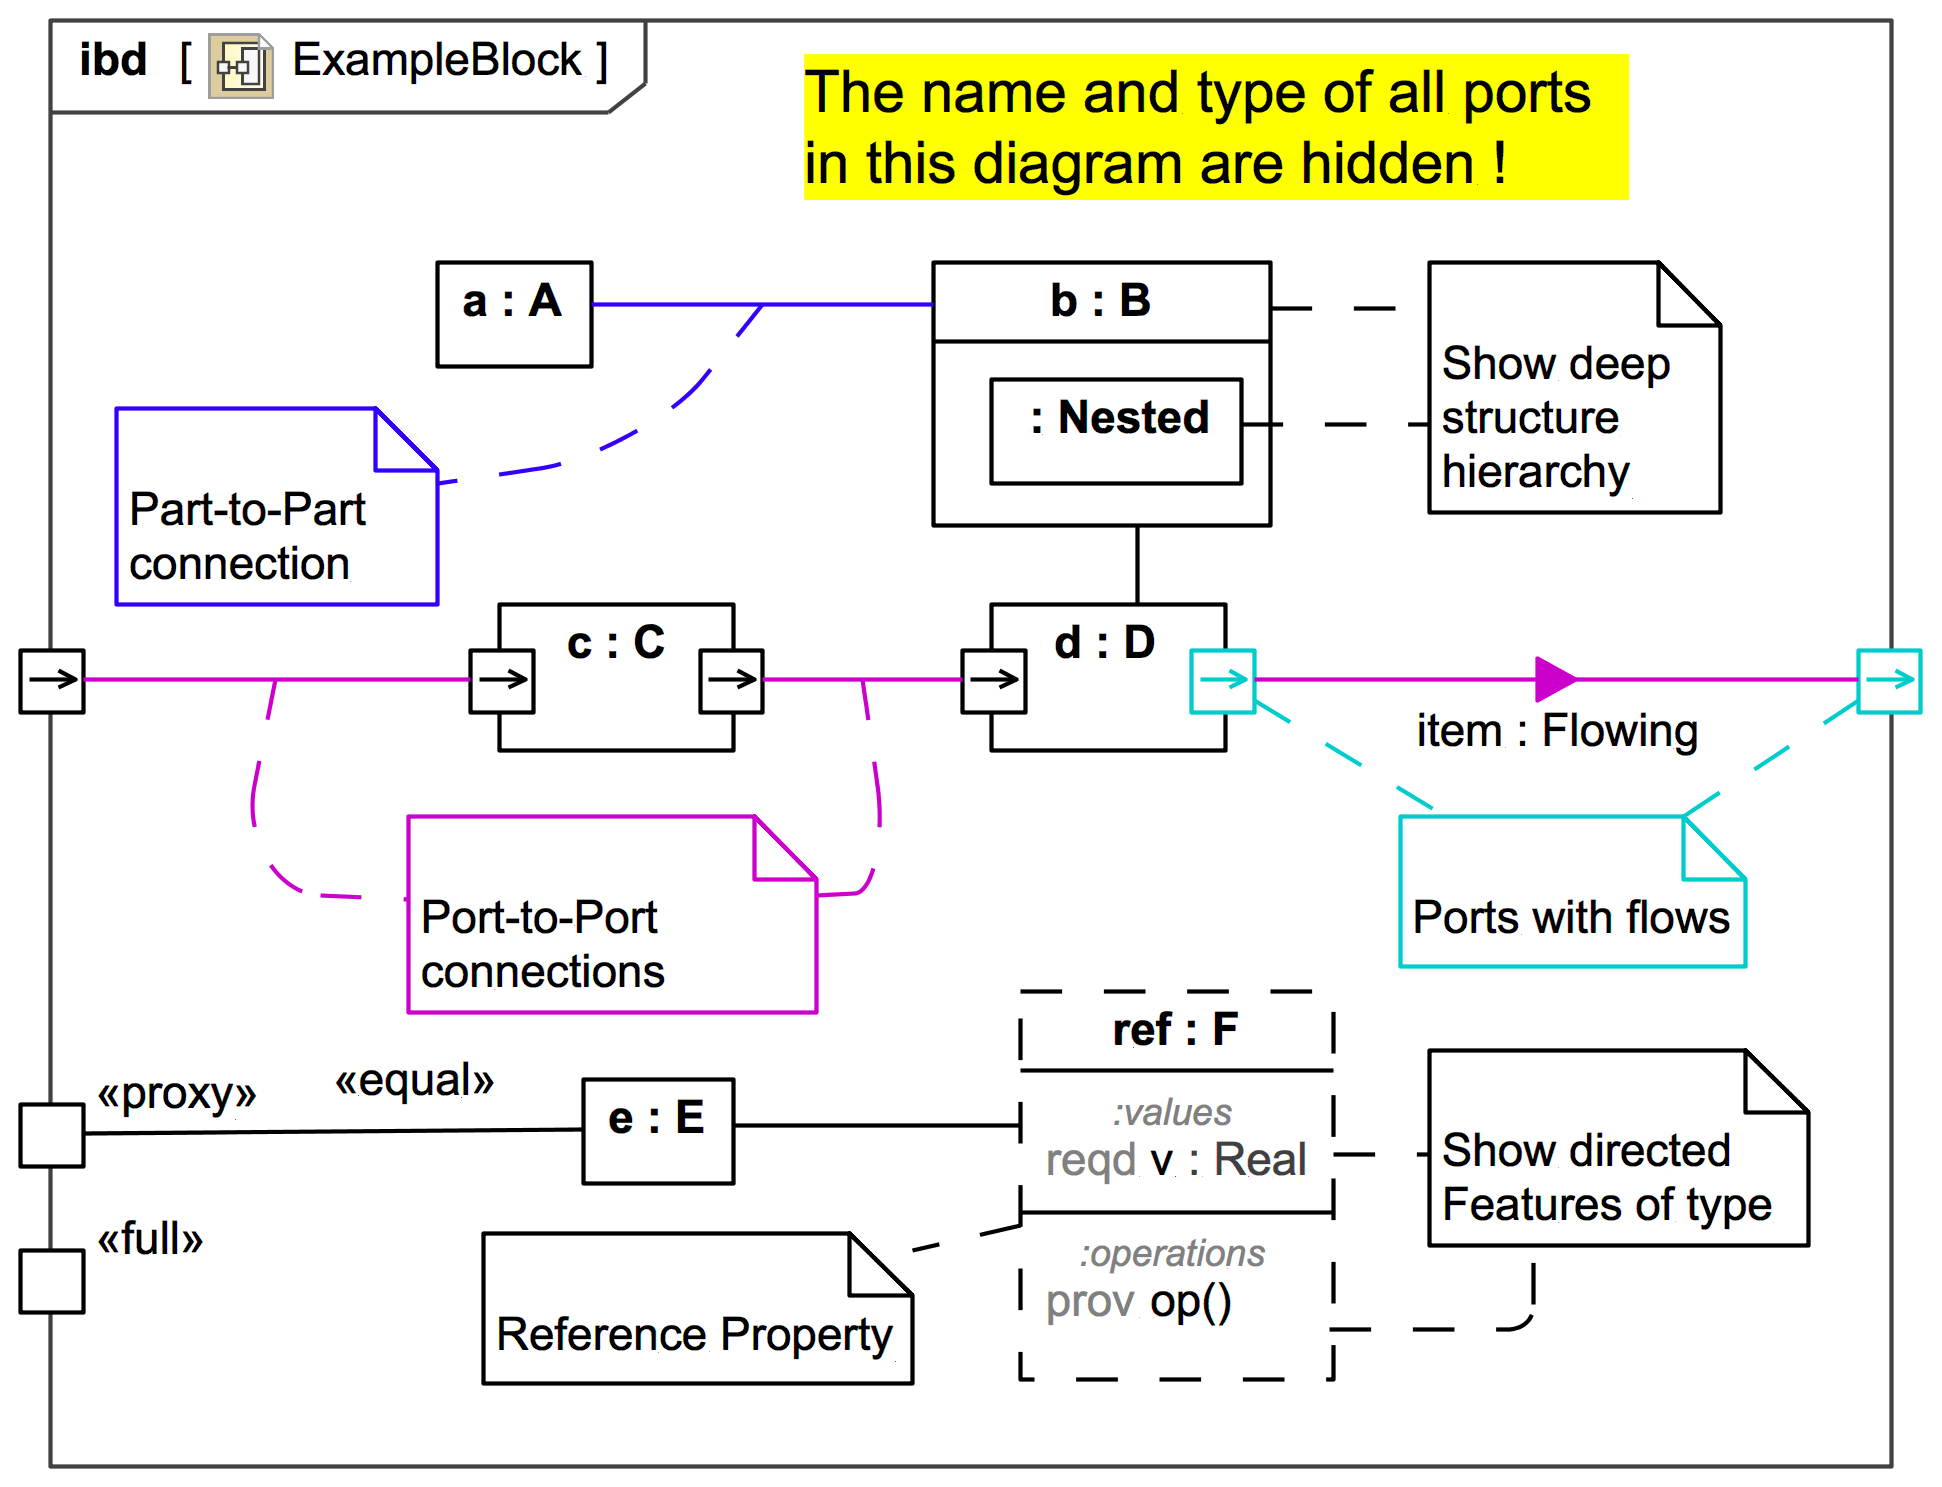 ibd [ ExampleBlock ]
The name and type of all ports
in this diagram are hidden !
a : A
b : B
: Nested
Show deep
structure
hierarchy
Part-to-Part
connection
c : C
d : D
item : Flowing
Port-to-Port
connections
Ports with flows
«proxy»
«equal»
e : E
ref : F
:values
reqd v : Real
:operations
prov op()
Show directed
Features of type
«full»
Reference Property